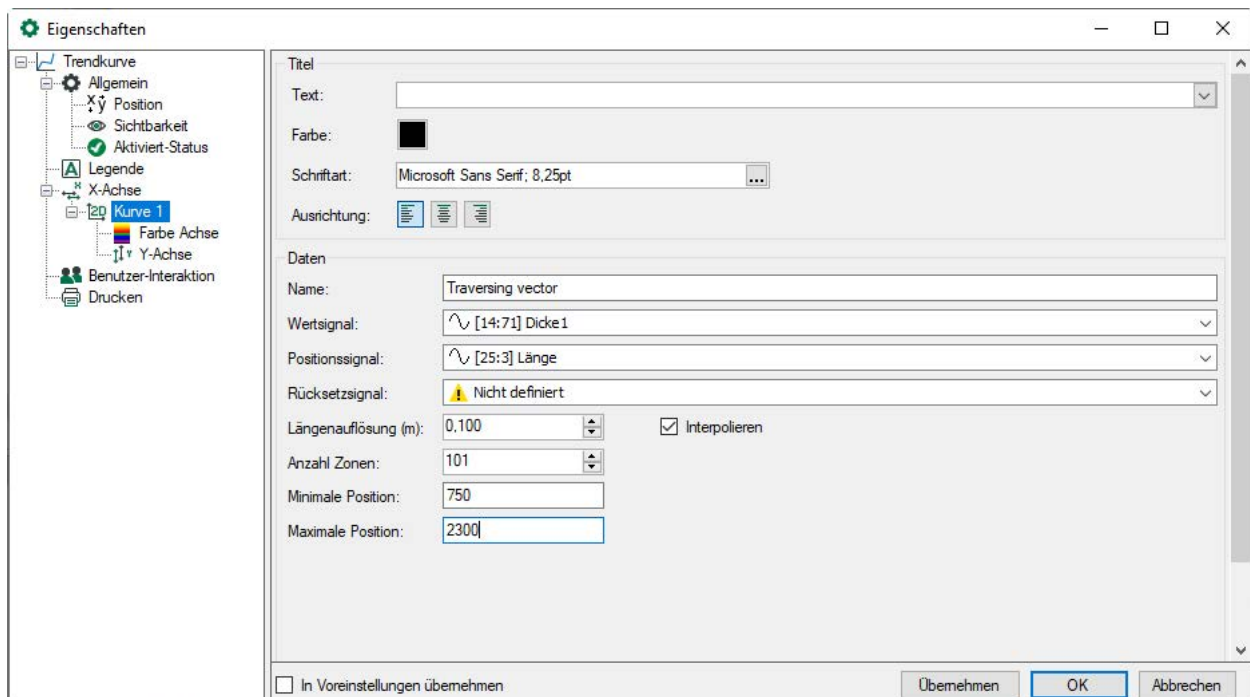 Eigenschaften
Trendkurve
Allgemein
Position
Sichtbarkeit
Aktiviert-Status
Legende
X-Achse
Kurve 1
Farbe Achse
Y-Achse
Benutzer-Interaktion
Drucken
Titel
Text:
Farbe:
Schriftart: Microsoft Sans Serif; 8,25pt ...
Ausrichtung:
Daten
Name: Traversing vector
Wertsignal: [14:71] Dicke1
Positionssignal: [25:3] Länge
Rücksetzsignal: Nicht definiert
Längenauflösung (m): 0,100 Interpolieren
Anzahl Zonen: 101
Minimale Position: 750
Maximale Position: 2300
In Voreinstellungen übernehmen Übernehmen OK Abbrechen